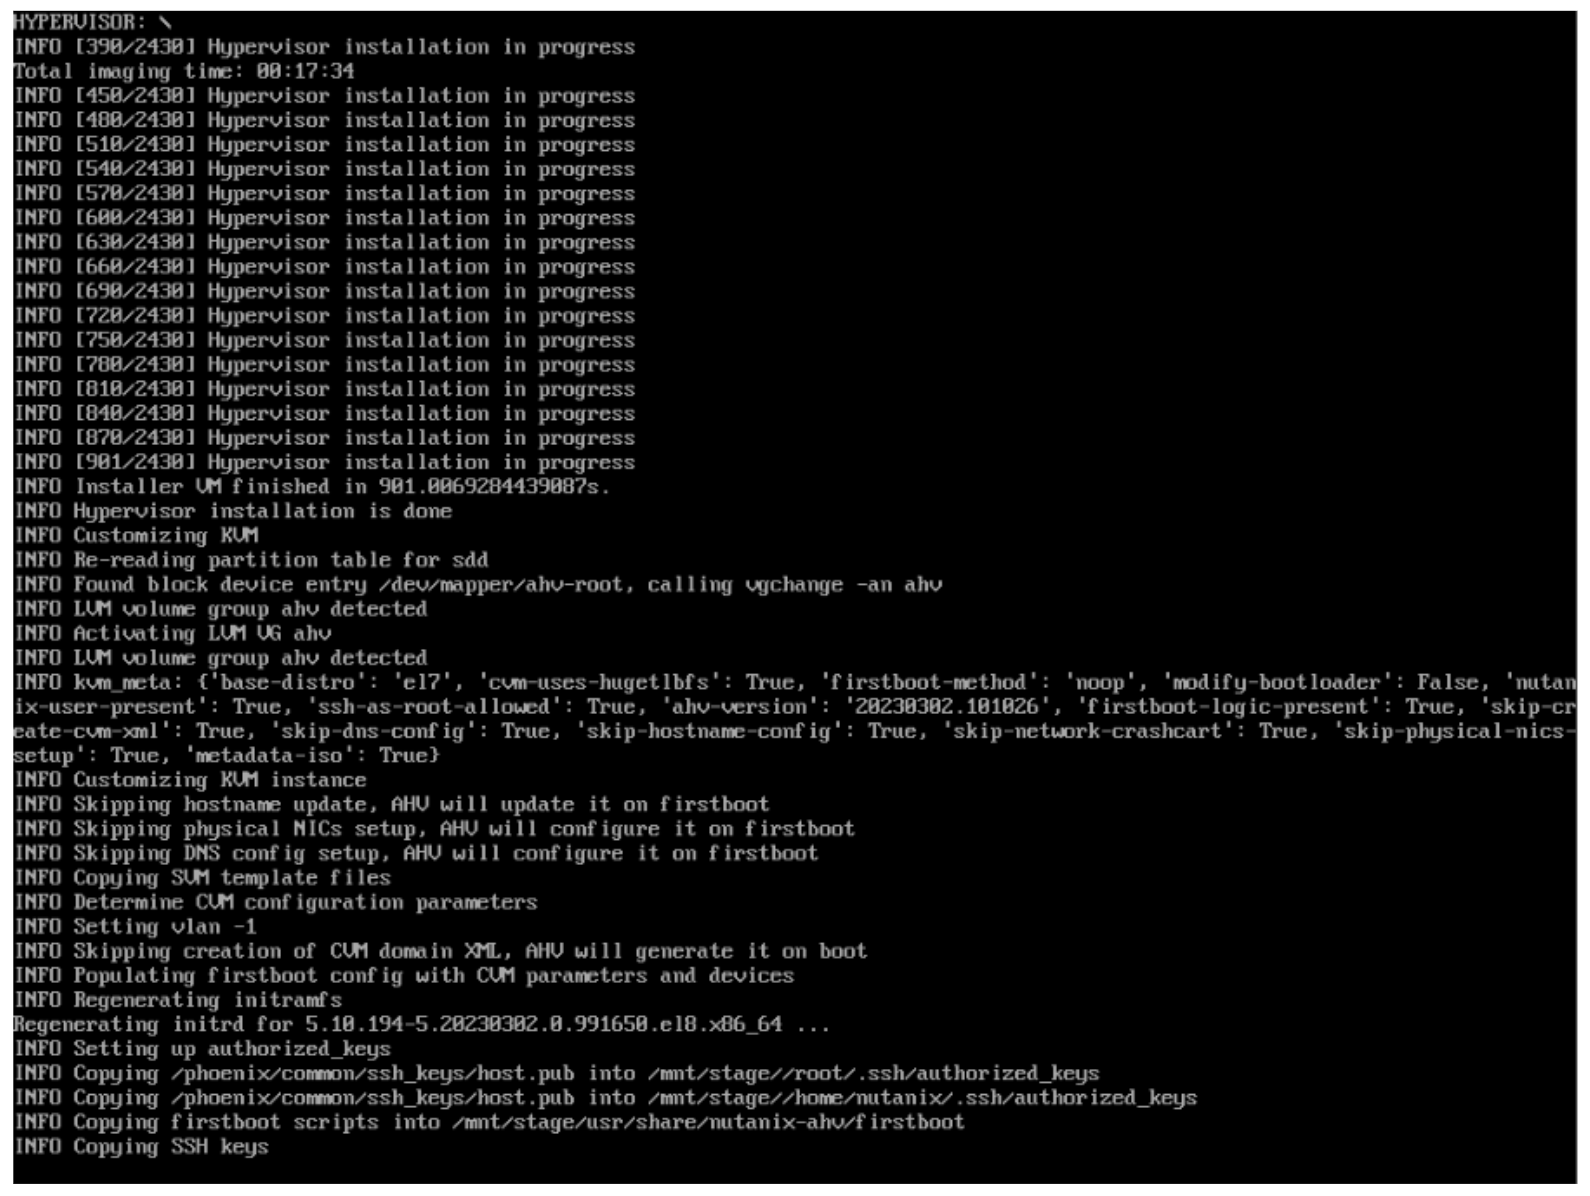 HYPERVISOR: \
INFO [390/2430] Hypervisor installation in progress
Total imaging time: 00:17:34
INFO [450/2430] Hypervisor installation in progress
INFO [480/2430] Hypervisor installation in progress
INFO [510/2430] Hypervisor installation in progress
INFO [540/2430] Hypervisor installation in progress
INFO [570/2430] Hypervisor installation in progress
INFO [600/2430] Hypervisor installation in progress
INFO [630/2430] Hypervisor installation in progress
INFO [660/2430] Hypervisor installation in progress
INFO [690/2430] Hypervisor installation in progress
INFO [720/2430] Hypervisor installation in progress
INFO [750/2430] Hypervisor installation in progress
INFO [780/2430] Hypervisor installation in progress
INFO [810/2430] Hypervisor installation in progress
INFO [840/2430] Hypervisor installation in progress
INFO [870/2430] Hypervisor installation in progress
INFO [901/2430] Hypervisor installation in progress
INFO Installer VM finished in 901.0069284439087s.
INFO Hypervisor installation is done
INFO Customizing KVM
INFO Re-reading partition table for sdd
INFO Found block device entry /dev/mapper/ahv-root, calling vgchange -an ahv
INFO LVM volume group ahv detected
INFO Activating LVM VG ahv
INFO LVM volume group ahv detected
INFO kvm_meta: {'base-distro': 'el7', 'cvm-uses-hugetlbfs': True, 'firstboot-method': 'noop', 'modify-bootloader': False, 'nutan
ix-user-present': True, 'ssh-as-root-allowed': True, 'ahv-version': '20230302.101026', 'firstboot-logic-present': True, 'skip-cr
eate-cvm-xml': True, 'skip-dns-config': True, 'skip-hostname-config': True, 'skip-network-crashcart': True, 'skip-physical-nics-
setup': True, 'metadata-iso': True}
INFO Customizing KVM instance
INFO Skipping hostname update, AHV will update it on firstboot
INFO Skipping physical NICs setup, AHV will configure it on firstboot
INFO Skipping DNS config setup, AHV will configure it on firstboot
INFO Copying SVM template files
INFO Determine CVM configuration parameters
INFO Setting vlan -1
INFO Skipping creation of CVM domain XML, AHV will generate it on boot
INFO Populating firstboot config with CVM parameters and devices
INFO Regenerating initramfs
Regenerating initrd for 5.10.194-5.20230302.0.991650.el8.x86_64 ...
INFO Setting up authorized_keys
INFO Copying /phoenix/common/ssh_keys/host.pub into /mnt/stage//root/.ssh/authorized_keys
INFO Copying /phoenix/common/ssh_keys/host.pub into /mnt/stage//home/nutanix/.ssh/authorized_keys
INFO Copying firstboot scripts into /mnt/stage/usr/share/nutanix-ahv/firstboot
INFO Copying SSH keys